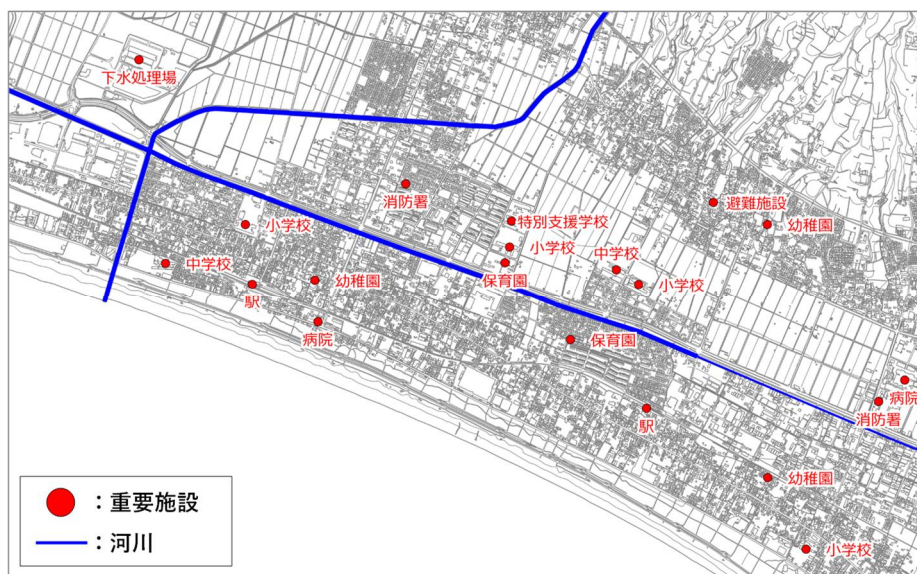 下水処理場
消防署
避難施設
特別支援学校
小学校
幼稚園
小学校
中学校
中学校
保育園
幼稚園
駅
小学校
病院
保育園
病院
消防署
駅
幼稚園
小学校
：重要施設
：河川